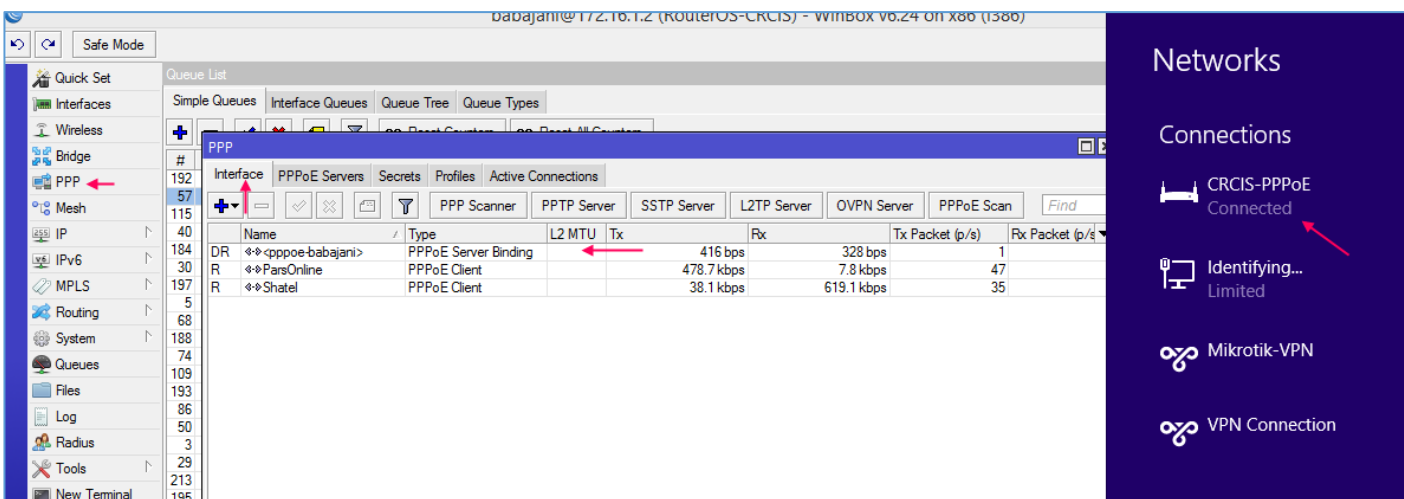 babajani@172.16.1.2 (RouterOS-CRCIS) - WinBox v6.24 on x86 (i386)
Safe Mode
Quick Set
Interfaces
Wireless
Bridge
PPP
Mesh
IP
IPv6
MPLS
Routing
System
Queues
Files
Log
Radius
Tools
New Terminal
Queue List
Simple Queues Interface Queues Queue Tree Queue Types
Reset Counters Reset All Counters
#
192
57
115
40
184
30
197
5
68
188
74
109
193
86
50
3
29
213
195
PPP
Interface PPPoE Servers Secrets Profiles Active Connections
PPP Scanner PPTP Server SSTP Server L2TP Server OVPN Server PPPoE Scan Find
Name Type L2 MTU Tx Rx Tx Packet (p/s) Rx Packet (p/s
DR <pppoe-babajani> PPPoE Server Binding 416 bps 328 bps 1
R ParsOnline PPPoE Client 478.7 kbps 7.8 kbps 47
R Shatel PPPoE Client 38.1 kbps 619.1 kbps 35
Networks
Connections
CRCIS-PPPoE
Connected
Identifying...
Limited
Mikrotik-VPN
VPN Connection